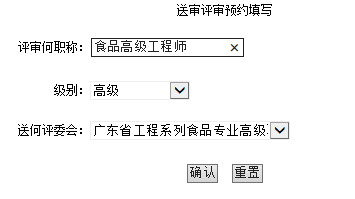 送审评审预约填写
评审何职称： 食品高级工程师 ×
级别： 高级
送何评委会： 广东省工程系列食品专业高级
确认 重置